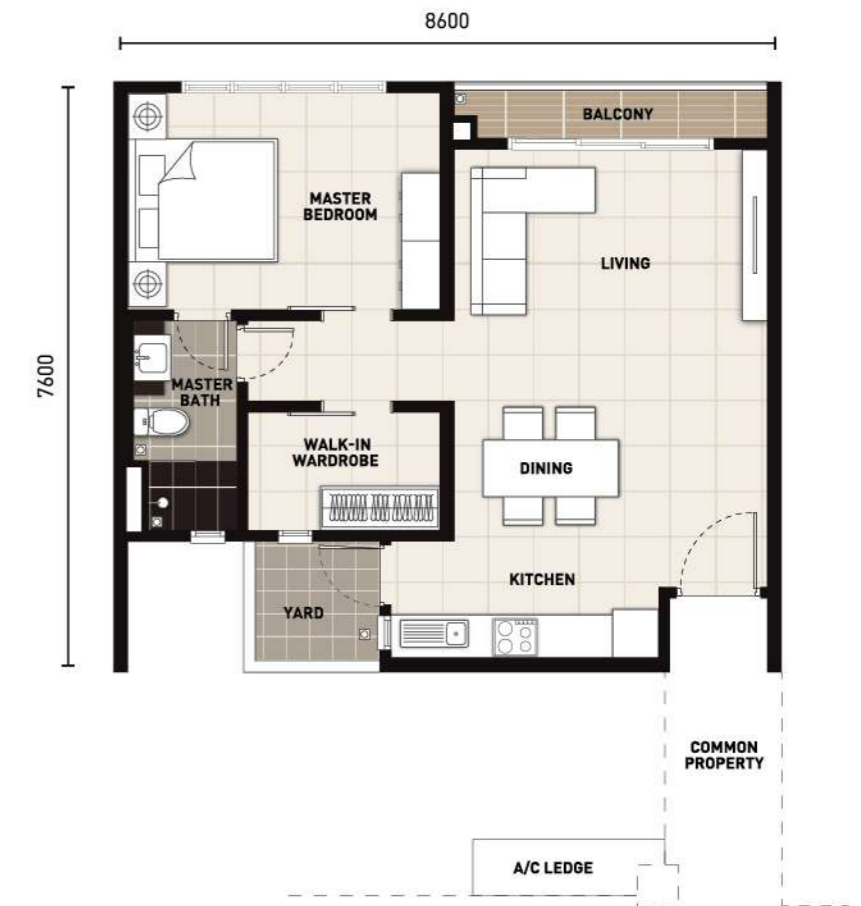 8600
BALCONY
MASTER
BEDROOM
LIVING
7600
MASTER
BATH
WALK-IN
WARDROBE
DINING
KITCHEN
YARD
COMMON
PROPERTY
A/C LEDGE